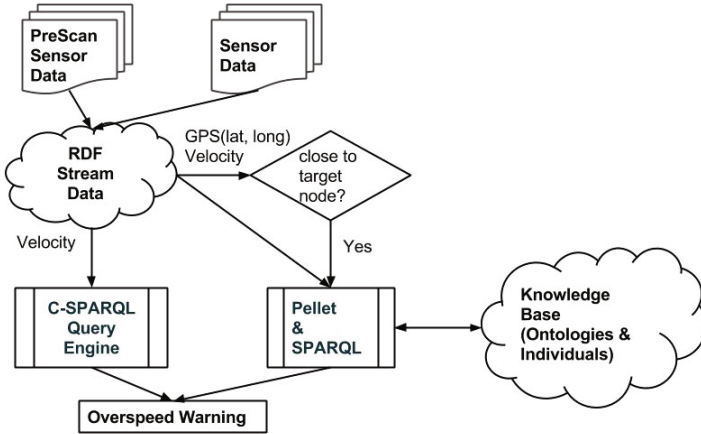 PreScan
Sensor
Data
Sensor
Data
RDF
Stream
Data
GPS(lat, long)
Velocity
close to
target
node?
Velocity
Yes
C-SPARQL
Query
Engine
Pellet
&
SPARQL
Knowledge
Base
(Ontologies &
Individuals)
Overspeed Warning